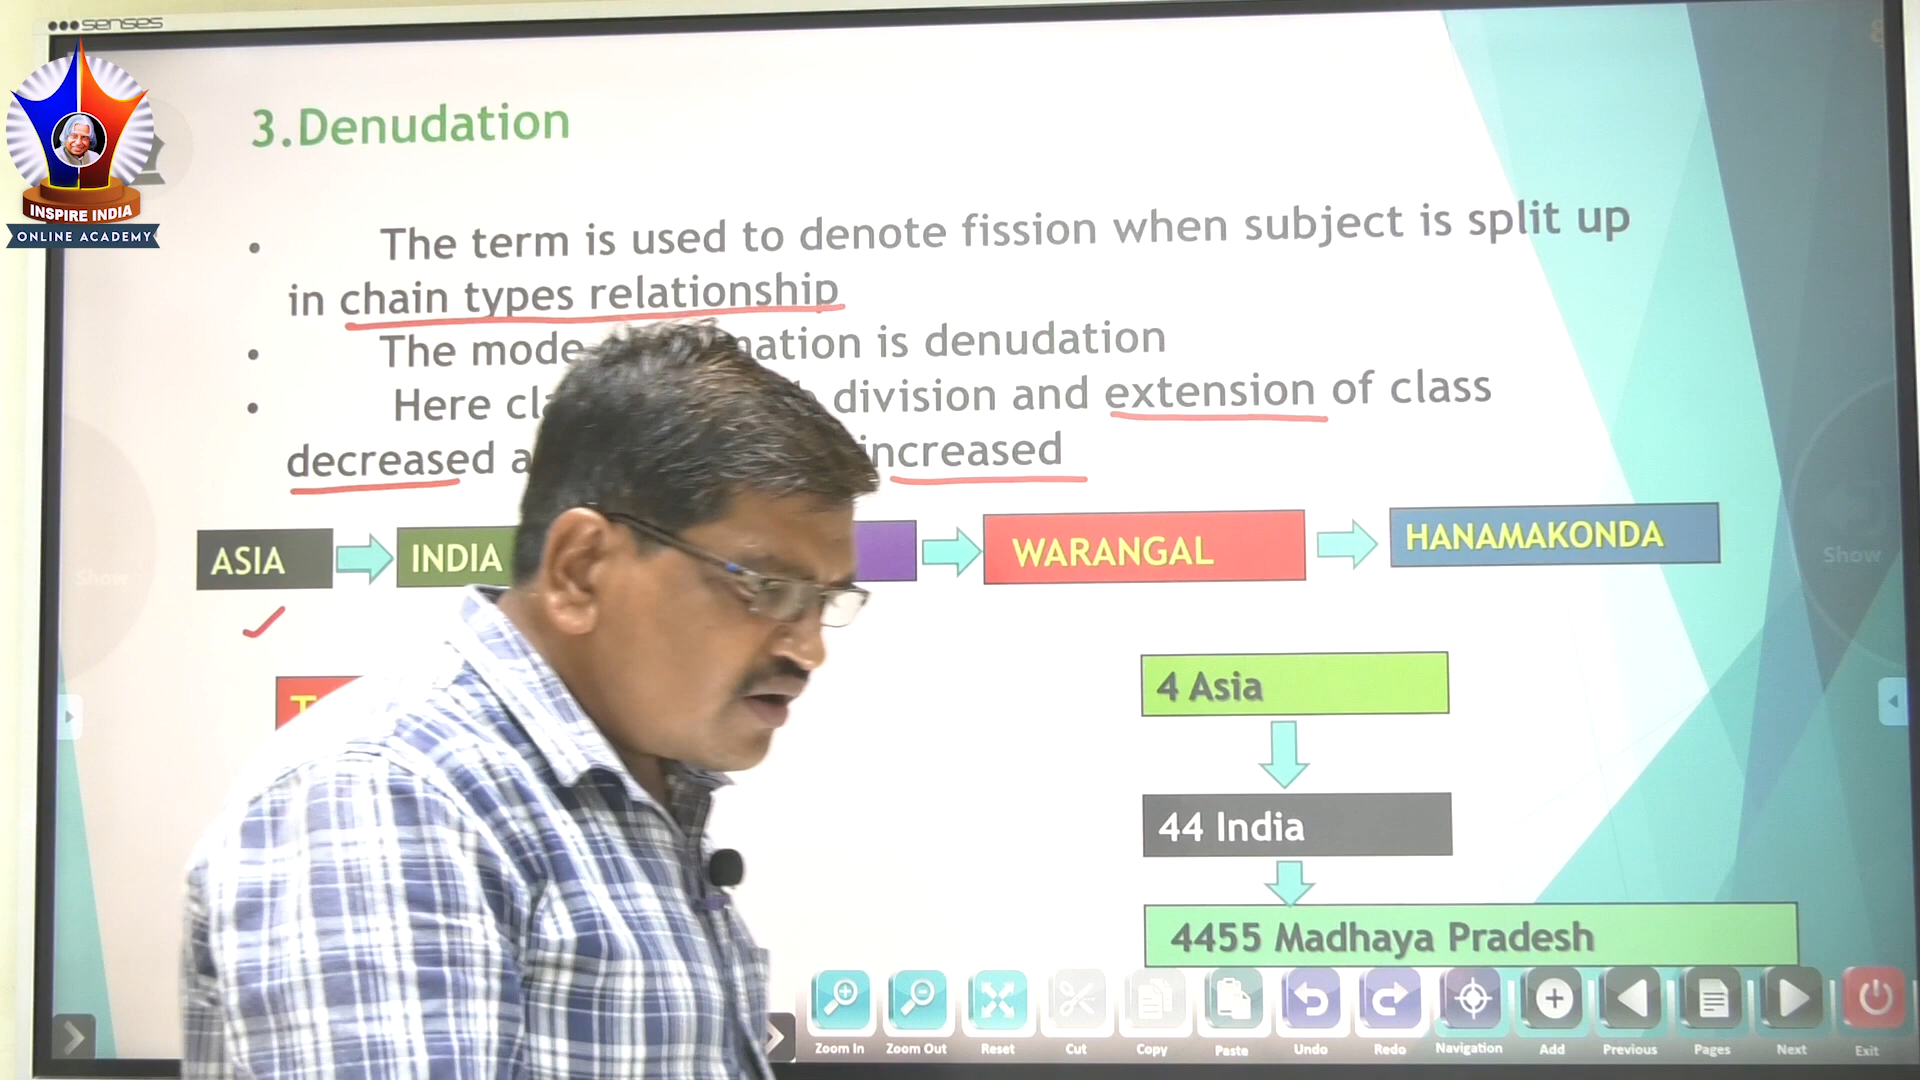 senses
INSPIRE INDIA
ONLINE ACADEMY
3.Denudation
• The term is used to denote fission when subject is split up
in chain types relationship
• The mode is denudation
• Here division and extension of class
decreased increased
ASIA INDIA WARANGAL HANAMAKONDA
Show
Show
4 Asia
44 India
4455 Madhaya Pradesh
Zoom In Zoom Out Reset Cut Copy Paste Undo Redo Navigation Add Previous Pages Next Exit